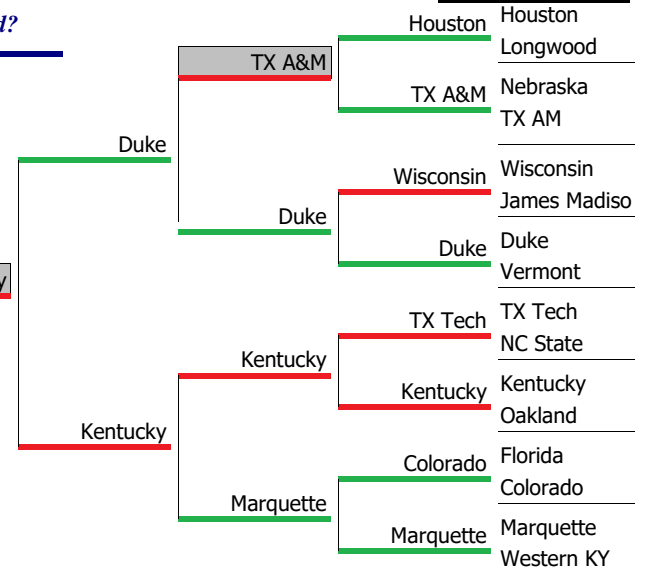 d?
Houston
Longwood
Houston
Nebraska
TX AM
TX A&M
TX A&M
Wisconsin
James Madiso
Wisconsin
Duke
Vermont
Duke
Duke
Duke
TX Tech
NC State
TX Tech
Kentucky
Oakland
Kentucky
Kentucky
Florida
Colorado
Colorado
Marquette
Western KY
Marquette
Marquette
Kentucky
y